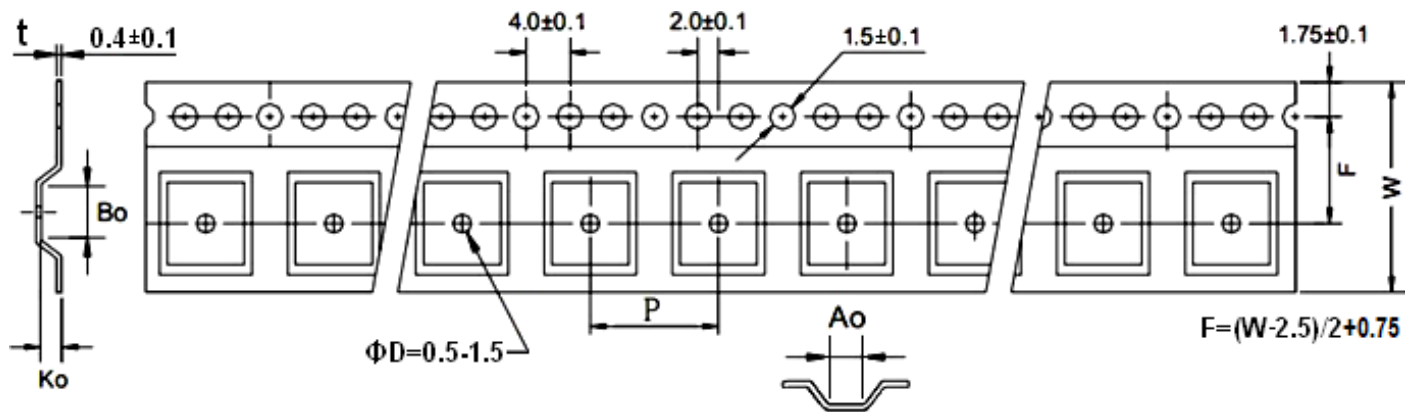 t
0.4±0.1
4.0±0.1
2.0±0.1
1.5±0.1
1.75±0.1
Bo
F
W
P
Ao
ΦD=0.5-1.5
Ko
F=(W-2.5)/2+0.75